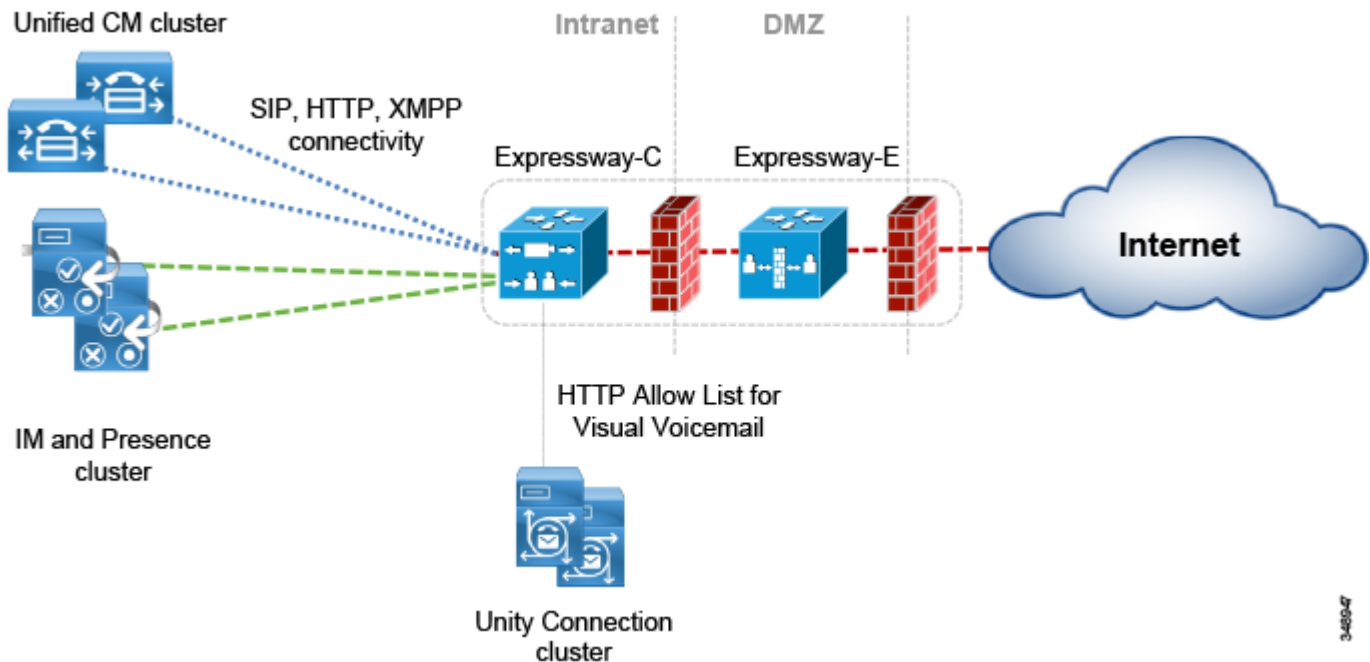 Unified CM cluster
Intranet
DMZ
SIP, HTTP, XMPP
connectivity
Expressway-C
Expressway-E
Internet
HTTP Allow List for
Visual Voicemail
IM and Presence
cluster
Unity Connection
cluster
348947